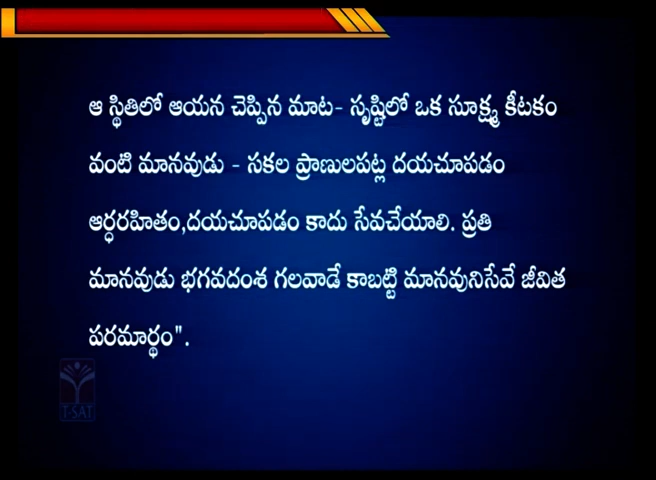 ఆ స్థితిలో ఆయన చెప్పిన మాట- సృష్టిలో ఒక సూక్ష్మ కీటకం
వంటి మానవుడు - సకల ప్రాణులపట్ల దయచూపడం
ఆర్ధరహితం,దయచూపడం కాదు సేవచేయాలి. ప్రతి
మానవుడు భగవదంశ గలవాడే కాబట్టి మానవునిసేవే జీవిత
పరమార్థం".
T-SAT